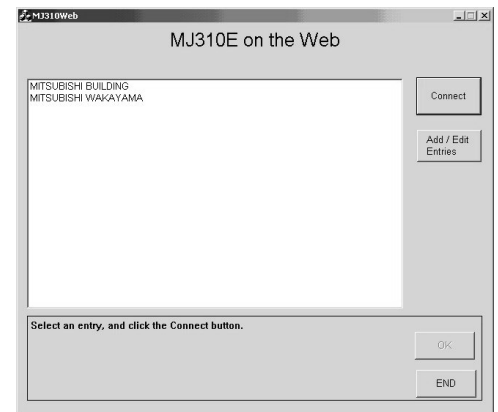 MJ310Web
MJ310E on the Web
MITSUBISHI BUILDING
MITSUBISHI WAKAYAMA
Connect
Add / Edit
Entries
Select an entry, and click the Connect button.
OK
END